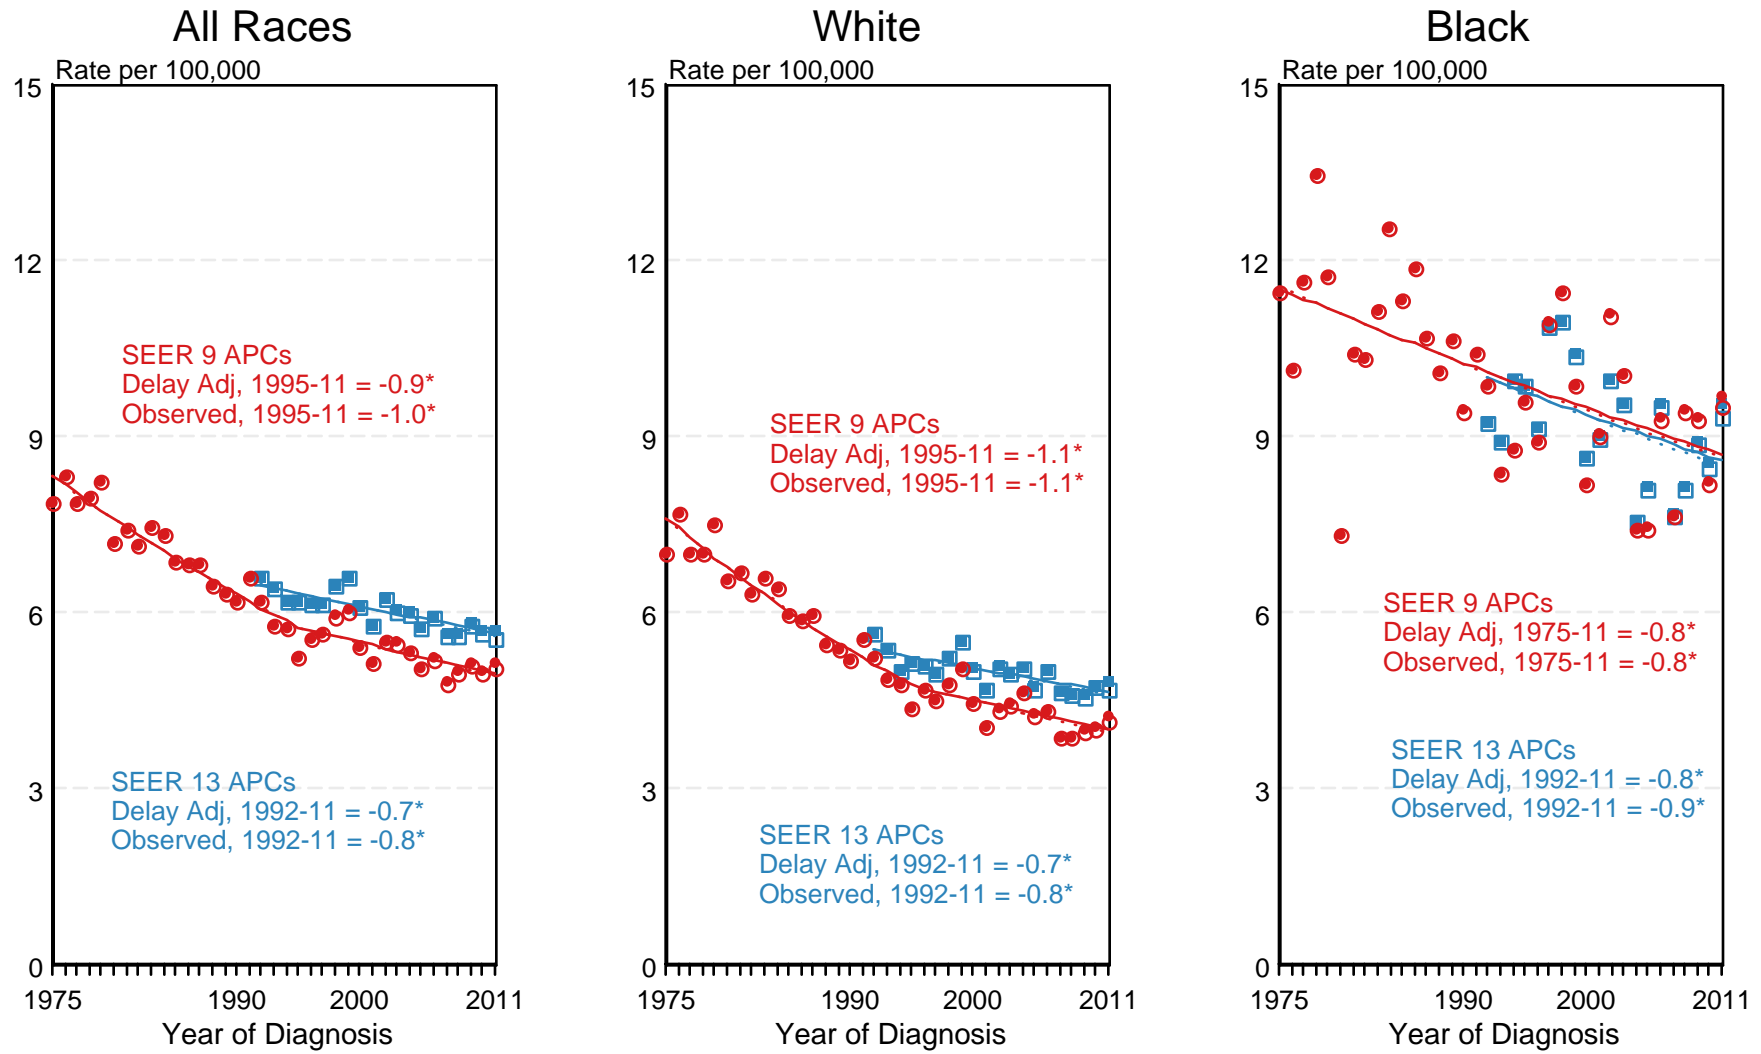 All Races
Rate per 100,000
15
12
9
6
3
0
SEER 9 APCs
Delay Adj, 1995-11 = -0.9*
Observed, 1995-11 = -1.0*
SEER 13 APCs
Delay Adj, 1992-11 = -0.7*
Observed, 1992-11 = -0.8*
1975
1990
2000
2011
Year of Diagnosis
White
Rate per 100,000
15
12
9
6
3
0
SEER 9 APCs
Delay Adj, 1995-11 = -1.1*
Observed, 1995-11 = -1.1*
SEER 13 APCs
Delay Adj, 1992-11 = -0.7*
Observed, 1992-11 = -0.8*
1975
1990
2000
2011
Year of Diagnosis
Black
Rate per 100,000
15
12
9
6
3
0
SEER 9 APCs
Delay Adj, 1975-11 = -0.8*
Observed, 1975-11 = -0.8*
SEER 13 APCs
Delay Adj, 1992-11 = -0.8*
Observed, 1992-11 = -0.9*
1975
1990
2000
2011
Year of Diagnosis